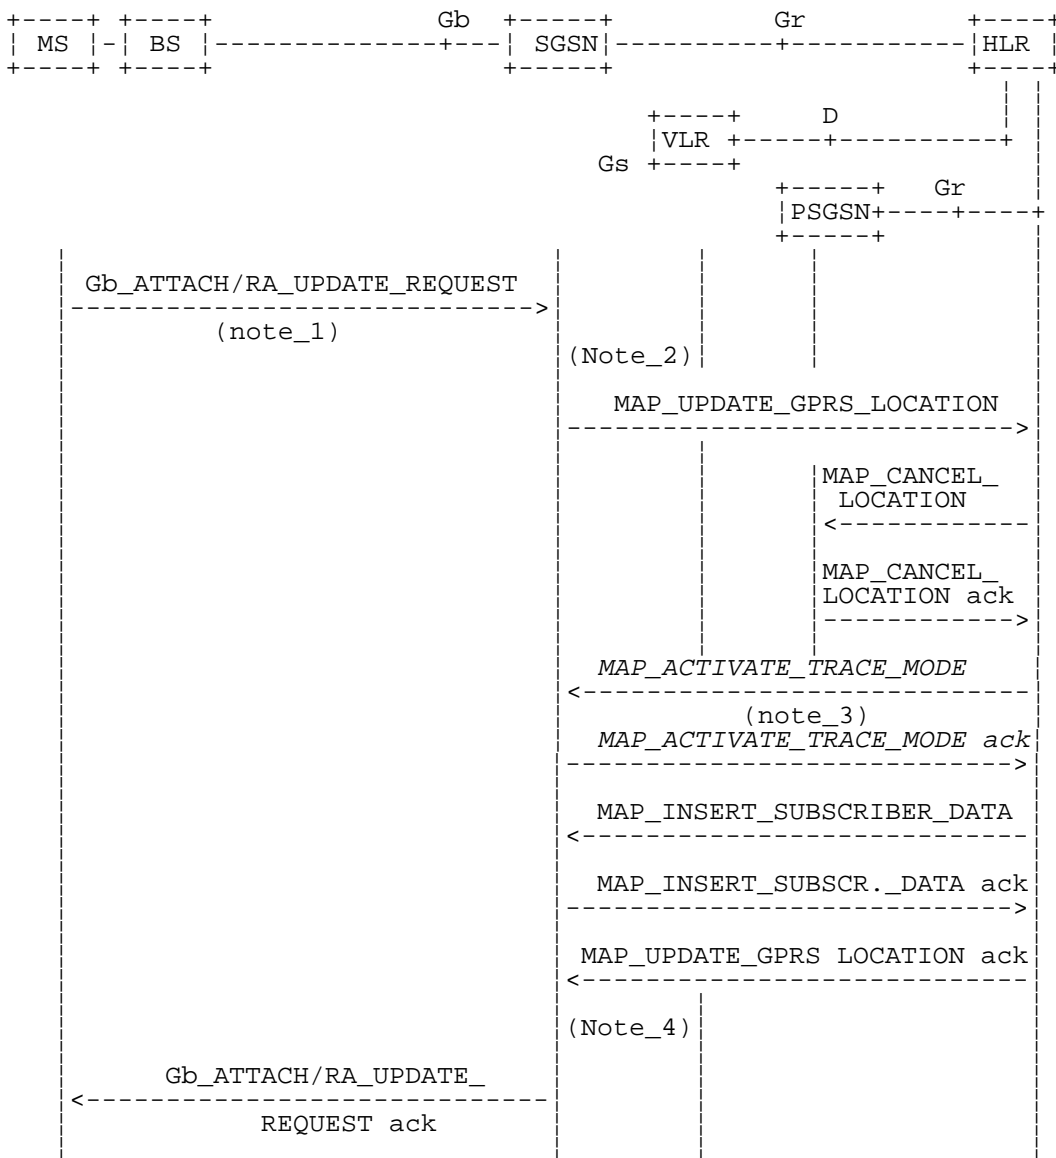 Gb Gr
MS BS SGSN HLR
D
VLR
Gs
Gr
PSGSN
Gb_ATTACH/RA_UPDATE_REQUEST
(note_1)
(Note_2)
MAP_UPDATE_GPRS_LOCATION
MAP_CANCEL_
LOCATION
MAP_CANCEL_
LOCATION ack
MAP_ACTIVATE_TRACE_MODE
(note_3)
MAP_ACTIVATE_TRACE_MODE ack
MAP_INSERT_SUBSCRIBER_DATA
MAP_INSERT_SUBSCR._DATA ack
MAP_UPDATE_GPRS LOCATION ack
(Note_4)
Gb_ATTACH/RA_UPDATE_
REQUEST ack